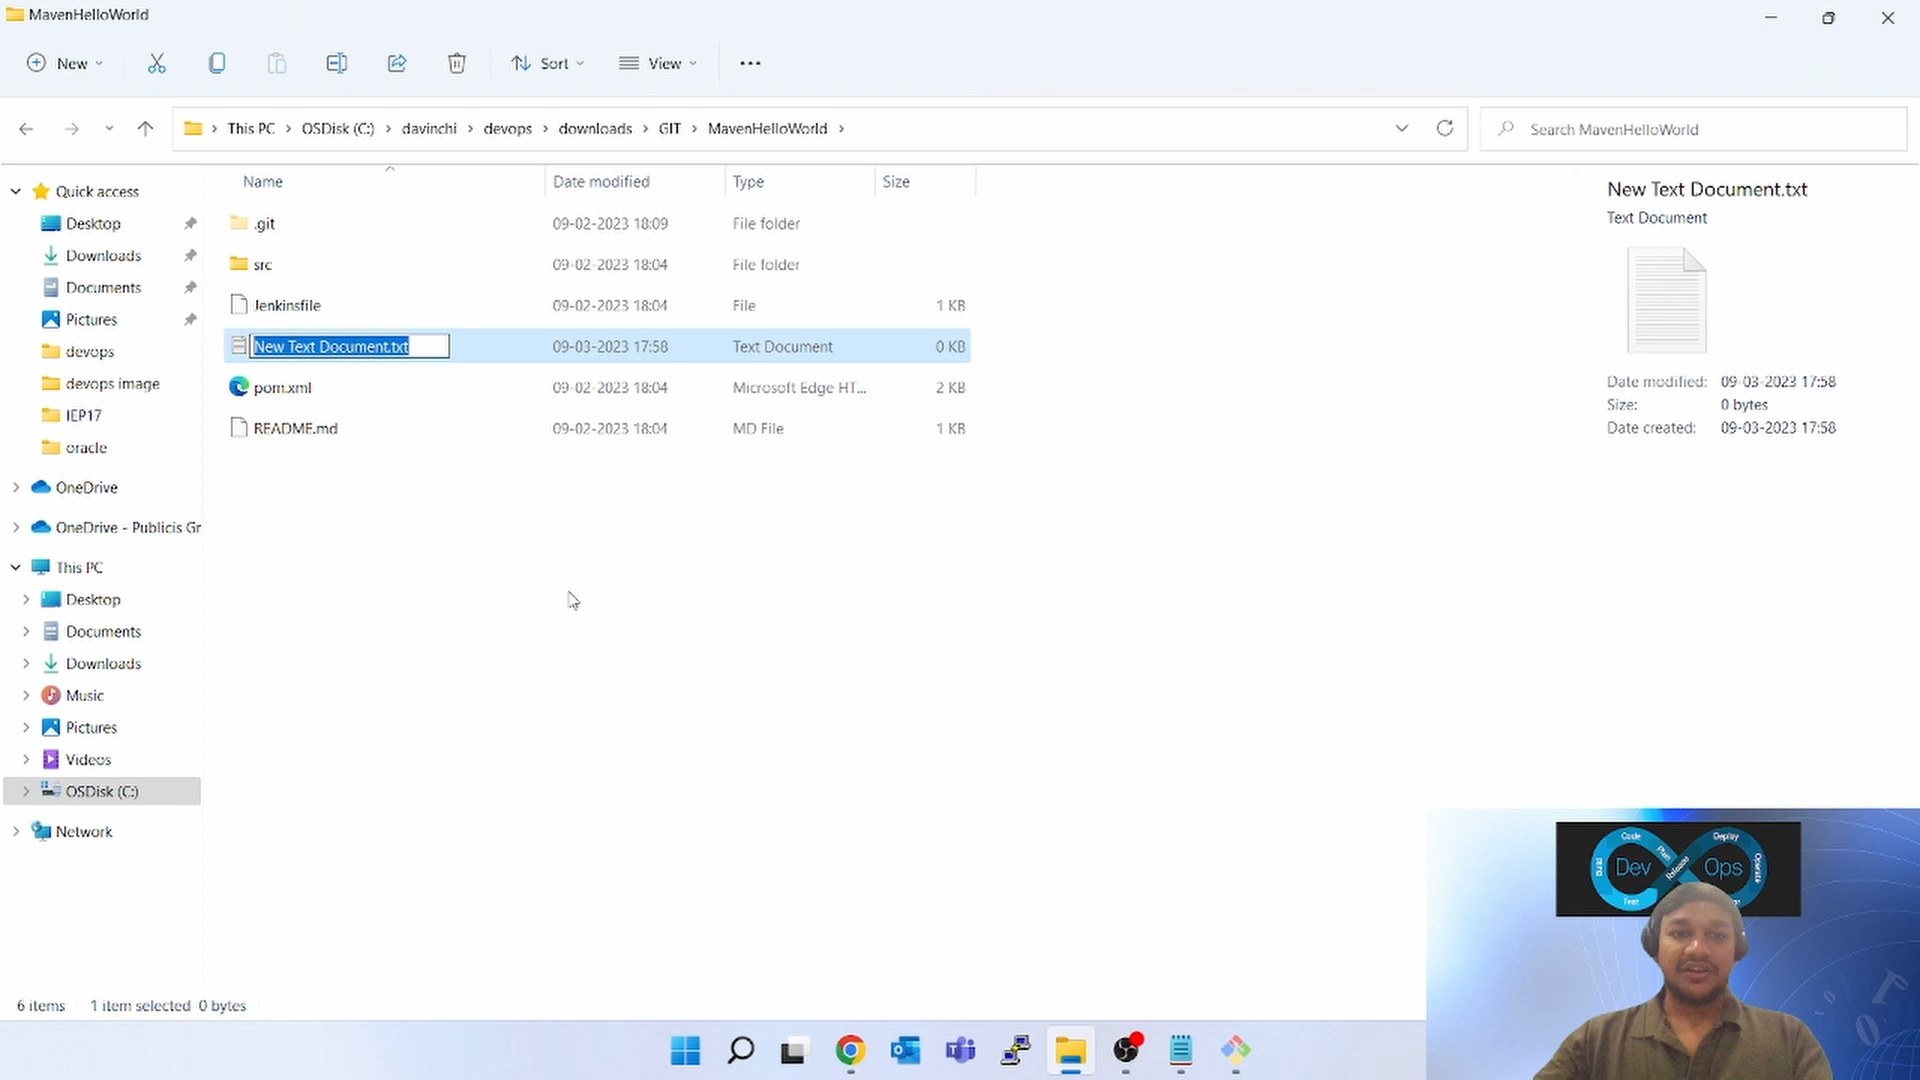 MavenHelloWorld
New
Sort
View
This PC > OSDisk (C:) > davinchi > devops > downloads > GIT > MavenHelloWorld >
Search MavenHelloWorld
Name Date modified Type Size
.git 09-02-2023 18:09 File folder
src 09-02-2023 18:04 File folder
Jenkinsfile 09-02-2023 18:04 File 1 KB
New Text Document.txt 09-03-2023 17:58 Text Document 0 KB
pom.xml 09-02-2023 18:04 Microsoft Edge HT... 2 KB
README.md 09-02-2023 18:04 MD File 1 KB
Quick access
Desktop
Downloads
Documents
Pictures
devops
devops image
IEP17
oracle
OneDrive
OneDrive - Publicis Gr
This PC
Desktop
Documents
Downloads
Music
Pictures
Videos
OSDisk (C:)
Network
New Text Document.txt
Text Document
Date modified: 09-03-2023 17:58
Size: 0 bytes
Date created: 09-03-2023 17:58
Code Deploy
Dev Ops
Plan Release Operate
Build
Test
6 items 1 item selected 0 bytes